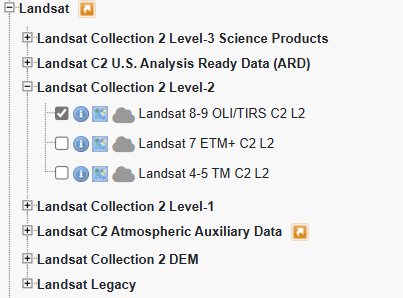 Landsat
Landsat Collection 2 Level-3 Science Products
Landsat C2 U.S. Analysis Ready Data (ARD)
Landsat Collection 2 Level-2
Landsat 8-9 OLI/TIRS C2 L2
Landsat 7 ETM+ C2 L2
Landsat 4-5 TM C2 L2
Landsat Collection 2 Level-1
Landsat C2 Atmospheric Auxiliary Data
Landsat Collection 2 DEM
Landsat Legacy